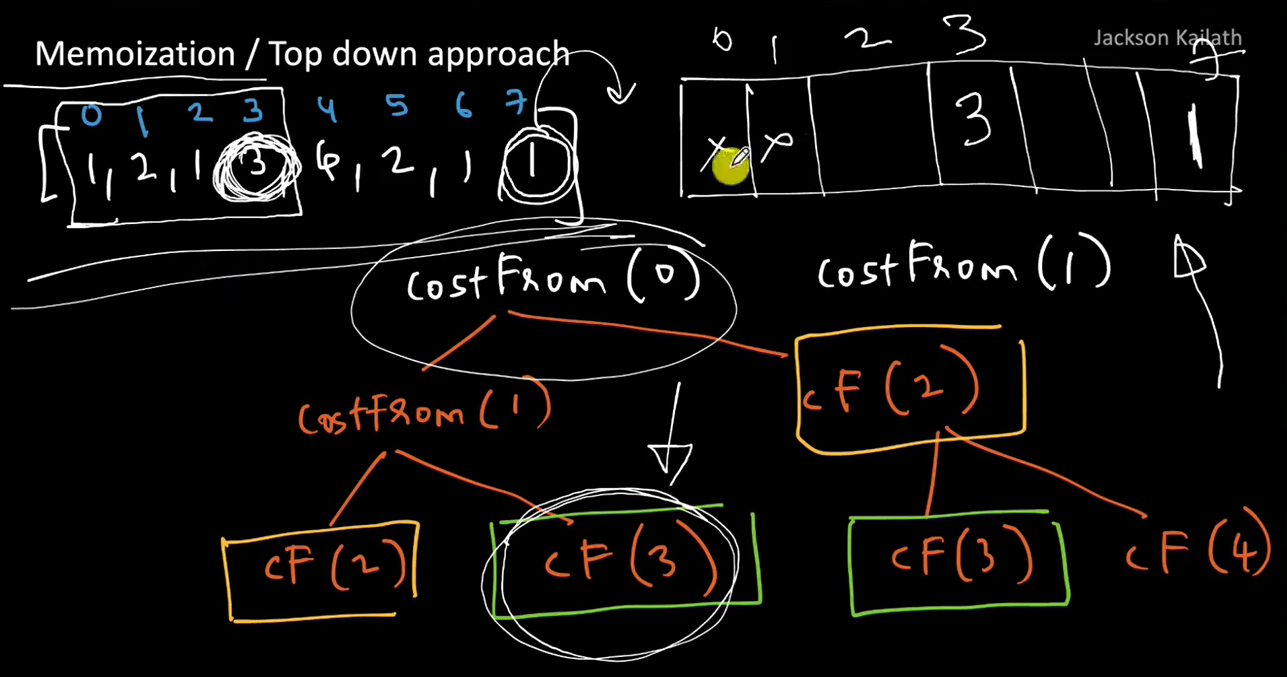 Memoization / Top down approach
Jackson Kailath
0 1 2 3 7
0 1 2 3 4 5 6 7
[1, 2, 1 3 4, 2, 1 1]
x x 3 1
costFrom (0) costFrom (1)
costFrom (1) cF (2)
cF (2) cF (3) cF (3) cF (4)